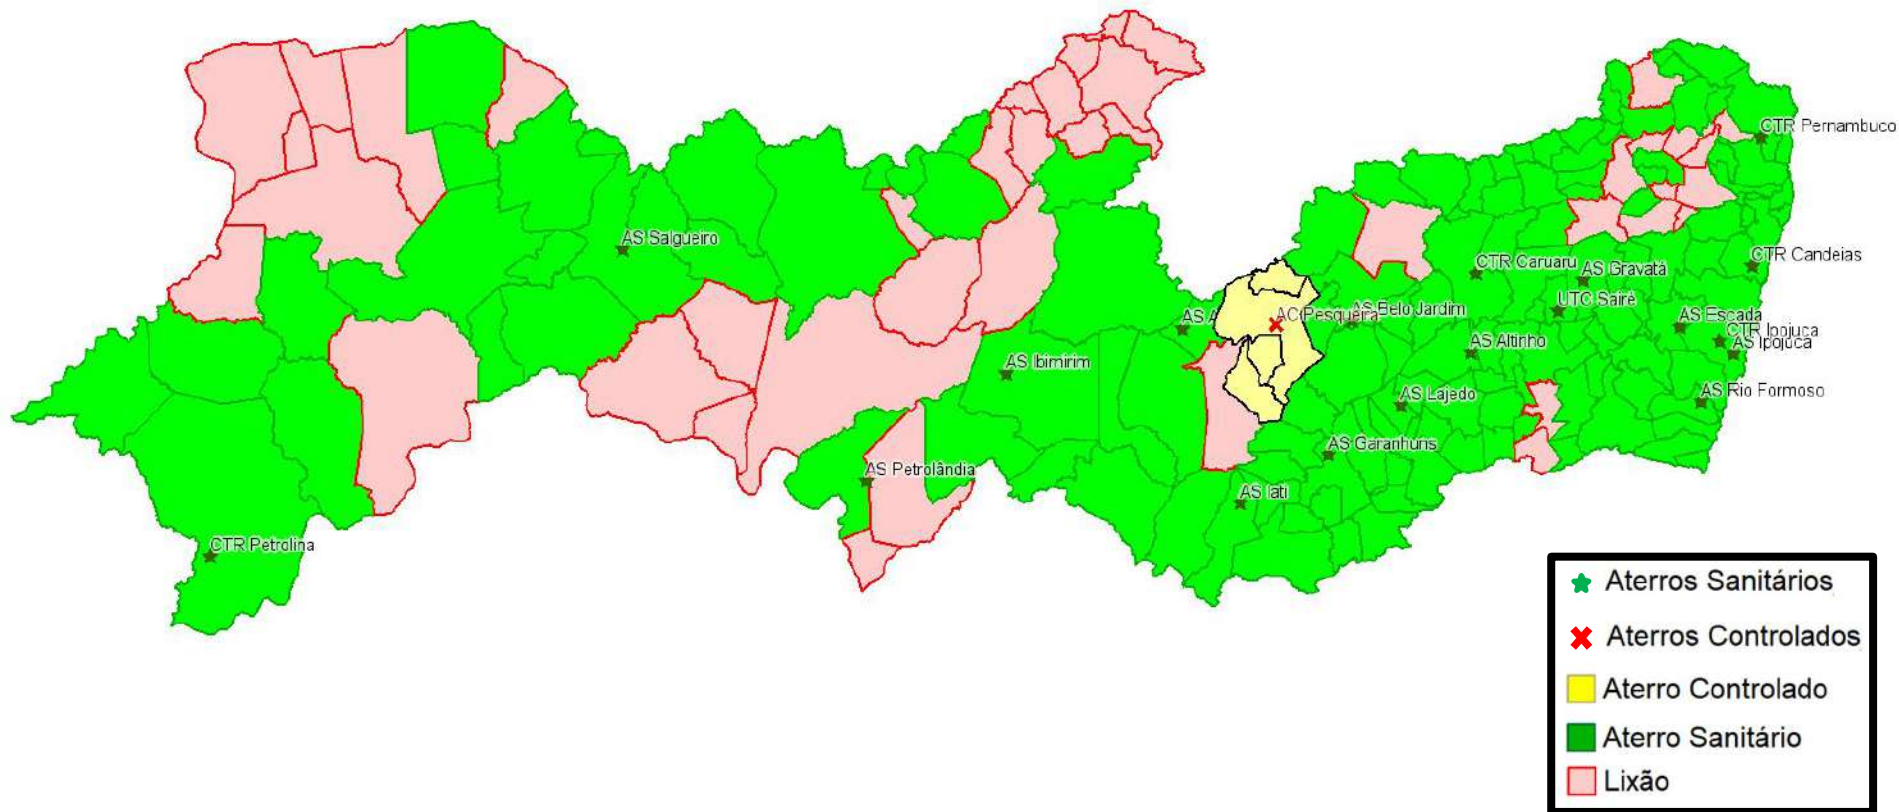 CTR Pernambuco
AS Salgueiro
CTR Candeias
CTR Caruaru
AS Gravatá
UTC Sairé
AS Belo Jardim
AC Pesqueira
AS A
AS Escada
CTR Ipojuca
AS Ipojuca
AS Altinho
AS Ibimirim
AS Rio Formoso
AS Lajedo
AS Garanhuns
AS Petrolândia
AS Iati
CTR Petrolina
Aterros Sanitários
Aterros Controlados
Aterro Controlado
Aterro Sanitário
Lixão